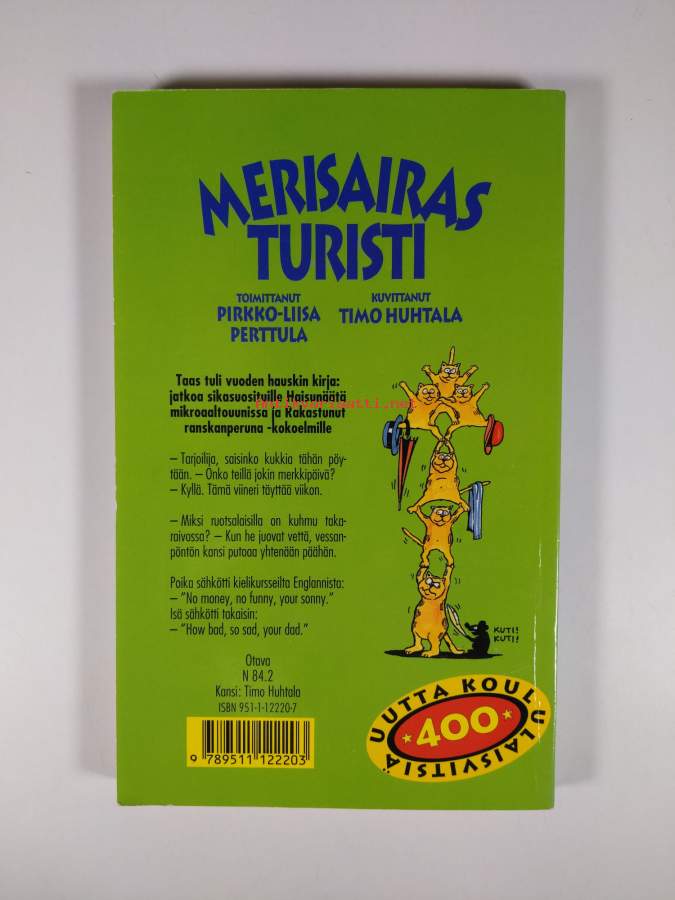 MERISAIRAS
TURISTI
TOIMITTANUT
PIRKKO-LIISA
PERTTULA
KUVITTANUT
TIMO HUHTALA
Taas tuli vuoden hauskin kirja:
jatkoa sikasuosituille Haisunäätä
mikroaaltouunissa ja Rakastunut
ranskanperuna -kokoelmille
antikvariaatti.net
– Tarjoilija, saisinko kukkia tähän pöy-
tään. – Onko teillä jokin merkkipäivä?
– Kyllä. Tämä viineri täyttää viikon.
– Miksi ruotsalaisilla on kuhmu taka-
raivossa? – Kun he juovat vettä, vessan-
pöntön kansi putoaa yhtenään päähän.
Poika sähkötti kielikursseilta Englannista:
– "No money, no funny, your sonny."
Isä sähkötti takaisin:
– "How bad, so sad, your dad."
KUTI!
KUTI!
Otava
N 84.2
Kansi: Timo Huhtala
ISBN 951-1-12220-7
9 789511 122203
UUTTA KOULULAISVITSIÄ
400